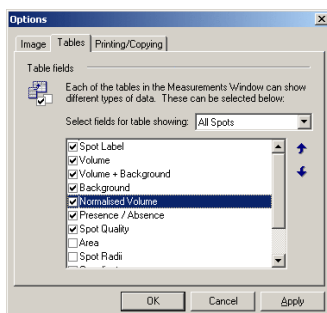 Options
Image Tables Printing/Copying
Table fields
Each of the tables in the Measurements Window can show
different types of data. These can be selected below:
Select fields for table showing: All Spots
Spot Label
Volume
Volume + Background
Background
Normalised Volume
Presence / Absence
Spot Quality
Area
Spot Radii
OK Cancel Apply